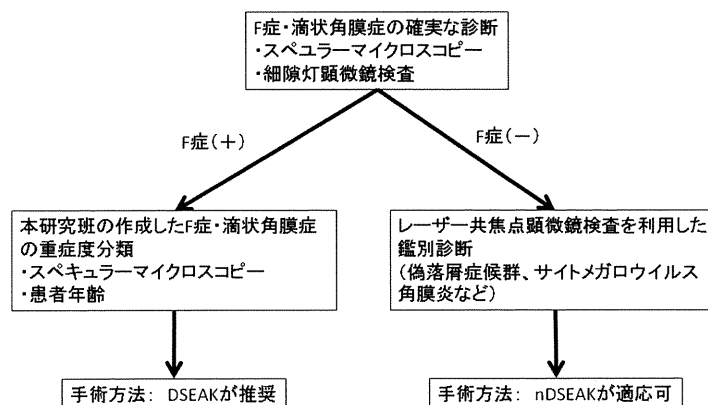 F症・滴状角膜症の確実な診断
・スペュラーマイクロスコピー
・細隙灯顕微鏡検査
F症(+)
F症(－)
本研究班の作成したF症・滴状角膜症
の重症度分類
・スペキュラーマイクロスコピー
・患者年齢
レーザー共焦点顕微鏡検査を利用した
鑑別診断
(偽落屑症候群、サイトメガロウイルス
角膜炎など)
手術方法： DSEAKが推奨
手術方法： nDSEAKが適応可